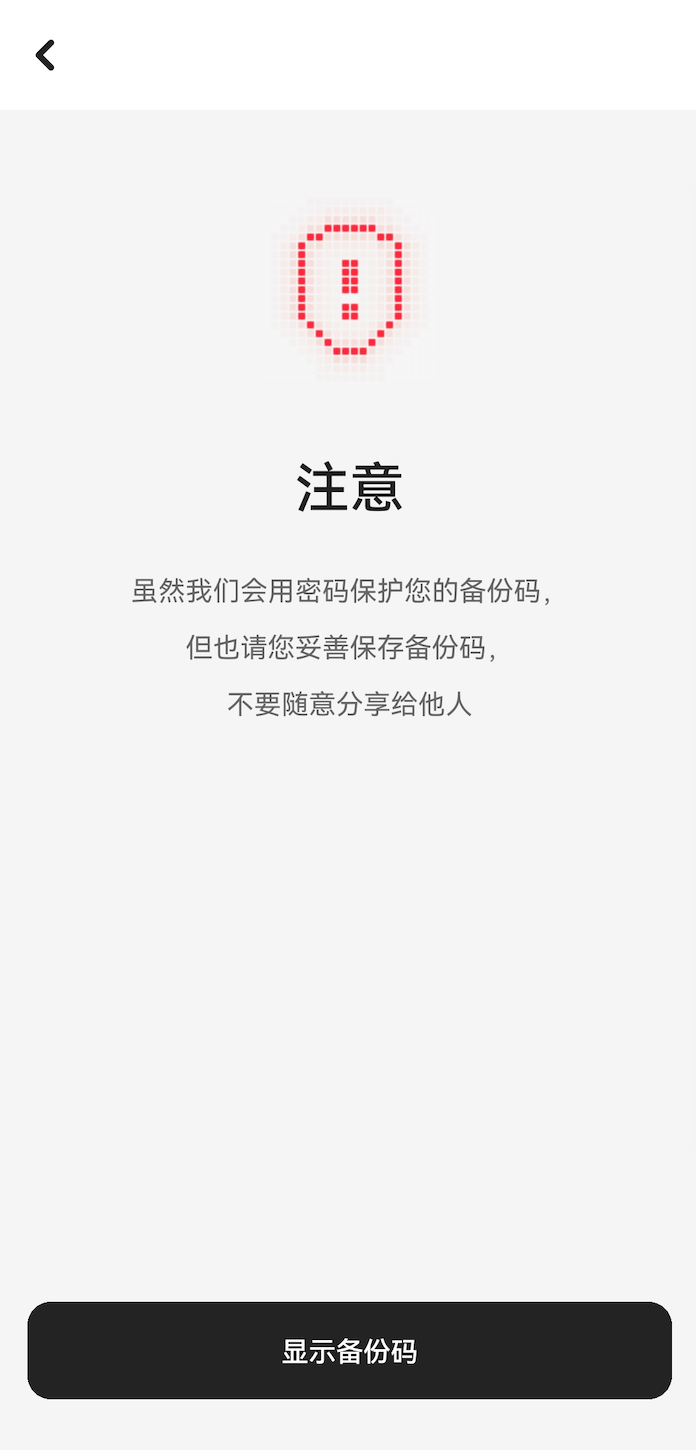 注意
虽然我们会用密码保护您的备份码，
但也请您妥善保存备份码，
不要随意分享给他人
显示备份码